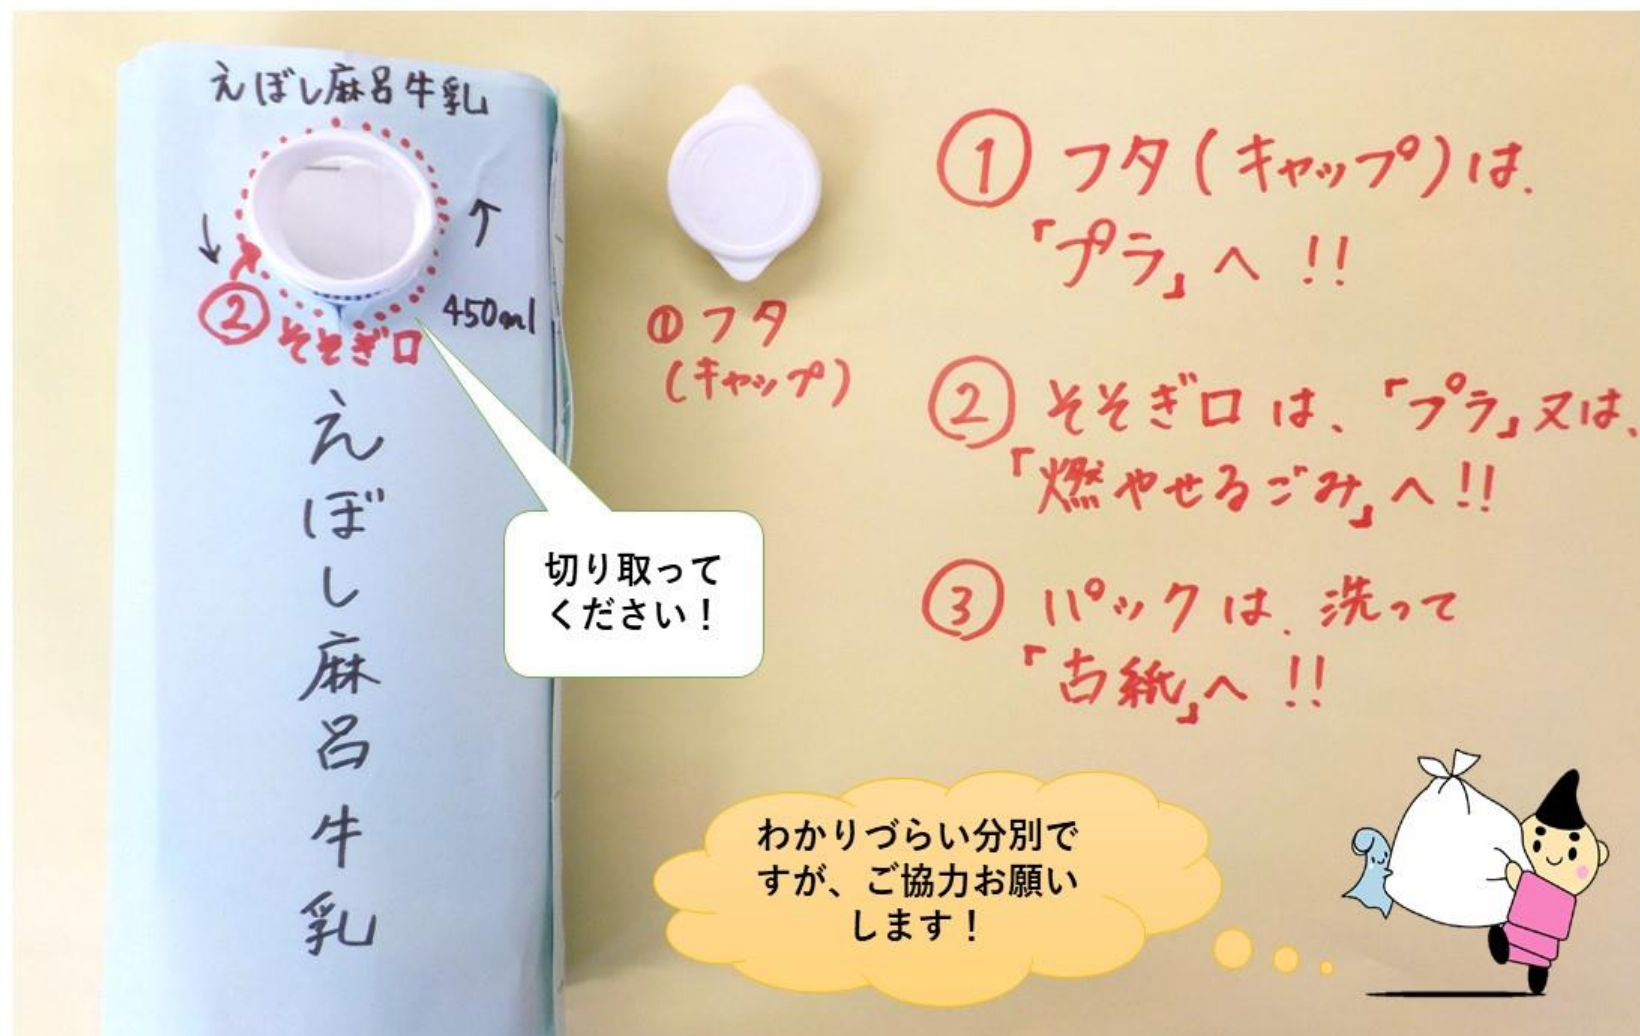 えぼし麻呂牛乳
②そそぎ口
450ml
えぼし麻呂牛乳
切り取って
ください！
①フタ
(キャップ)
①フタ(キャップ)は、
「プラ」へ!!
②そそぎ口は、「プラ」又は、
「燃やせるごみ」へ!!
③パックは、洗って
「古紙」へ!!
わかりづらい分別で
すが、ご協力お願い
します！